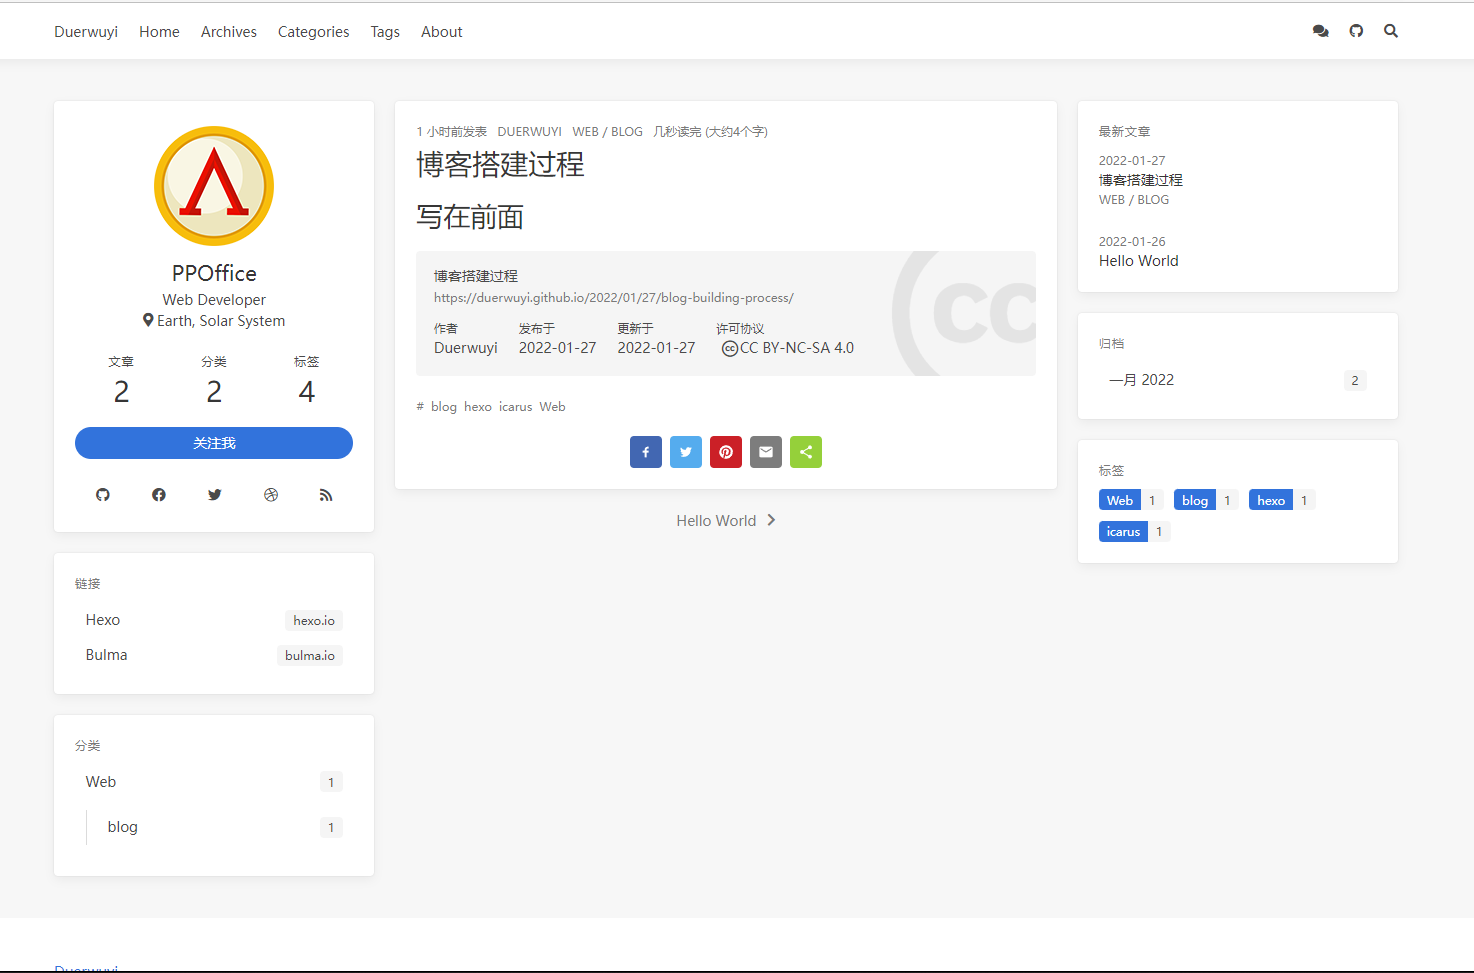 Duerwuyi Home Archives Categories Tags About
PPOffice
Web Developer
Earth, Solar System
文章 分类 标签
2 2 4
关注我
链接
Hexo hexo.io
Bulma bulma.io
分类
Web 1
blog 1
1 小时前发表 DUERWUYI WEB / BLOG 几秒读完 (大约4个字)
博客搭建过程
写在前面
博客搭建过程
https://duerwuyi.github.io/2022/01/27/blog-building-process/
作者 发布于 更新于 许可协议
Duerwuyi 2022-01-27 2022-01-27 CC BY-NC-SA 4.0
# blog hexo icarus Web
Hello World
最新文章
2022-01-27
博客搭建过程
WEB / BLOG
2022-01-26
Hello World
归档
一月 2022 2
标签
Web 1 blog 1 hexo 1
icarus 1
Duerwuyi